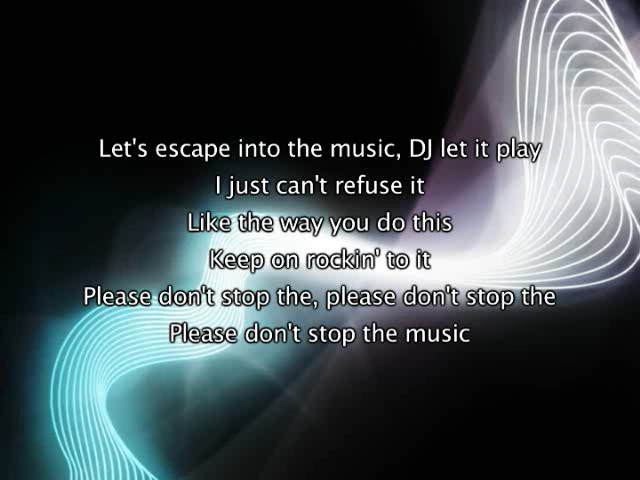 Let's escape into the music, DJ let it play
I just can't refuse it
Like the way you do this
Keep on rockin' to it
Please don't stop the, please don't stop the
Please don't stop the music